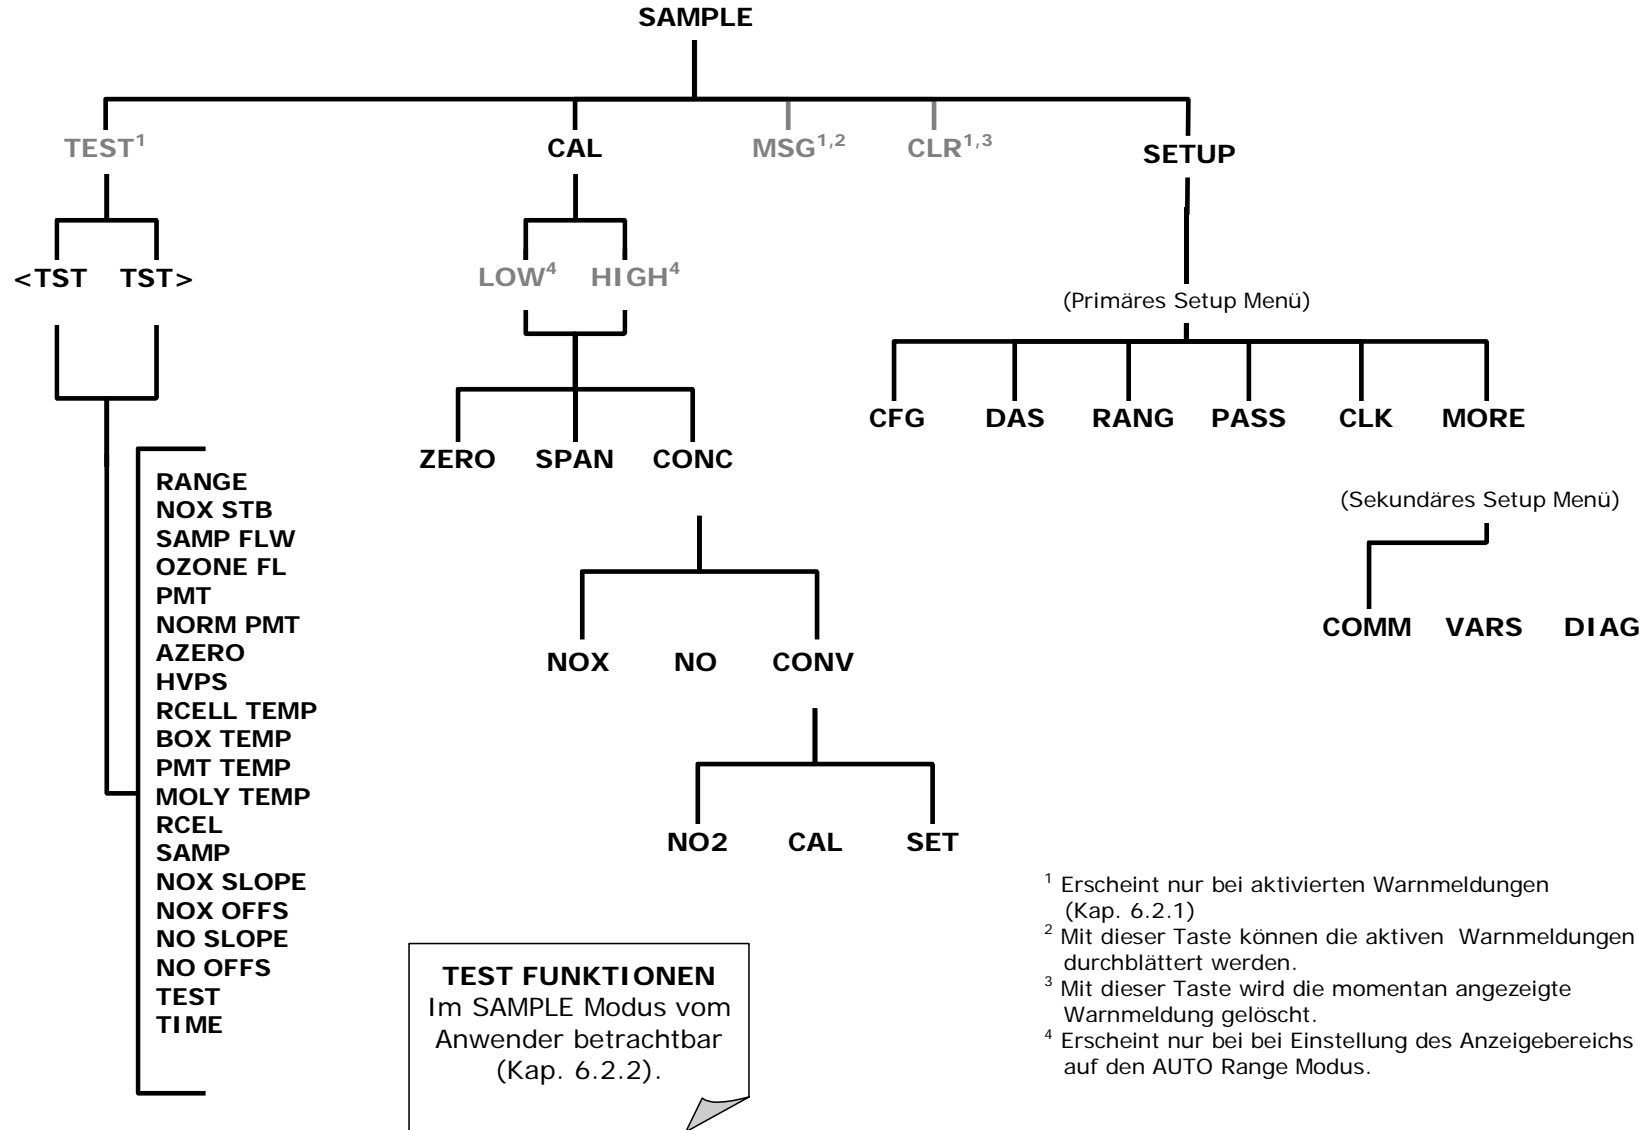 SAMPLE
TEST1 CAL MSG1,2 CLR1,3 SETUP
<TST TST> LOW4 HIGH4
(Primäres Setup Menü)
CFG DAS RANG PASS CLK MORE
ZERO SPAN CONC
(Sekundäres Setup Menü)
COMM VARS DIAG
NOX NO CONV
NO2 CAL SET
RANGE
NOX STB
SAMP FLW
OZONE FL
PMT
NORM PMT
AZERO
HVPS
RCELL TEMP
BOX TEMP
PMT TEMP
MOLY TEMP
RCEL
SAMP
NOX SLOPE
NOX OFFS
NO SLOPE
NO OFFS
TEST
TIME
TEST FUNKTIONEN
Im SAMPLE Modus vom
Anwender betrachtbar
(Kap. 6.2.2).
1 Erscheint nur bei aktivierten Warnmeldungen
(Kap. 6.2.1)
2 Mit dieser Taste können die aktiven Warnmeldungen
durchblättert werden.
3 Mit dieser Taste wird die momentan angezeigte
Warnmeldung gelöscht.
4 Erscheint nur bei bei Einstellung des Anzeigebereichs
auf den AUTO Range Modus.